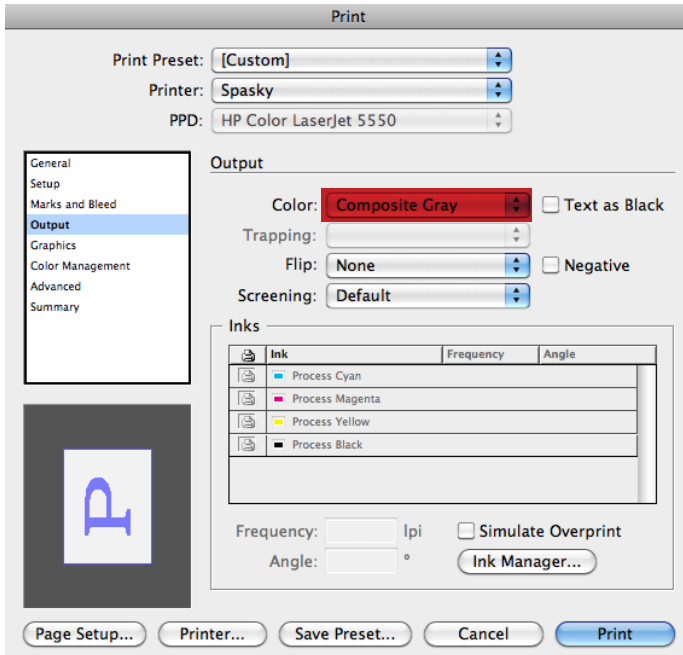 Print
Print Preset: [Custom]
Printer: Spasky
PPD: HP Color LaserJet 5550
General
Setup
Marks and Bleed
Output
Graphics
Color Management
Advanced
Summary
Output
Color: Composite Gray Text as Black
Trapping:
Flip: None Negative
Screening: Default
Inks
Ink Frequency Angle
Process Cyan
Process Magenta
Process Yellow
Process Black
Frequency: lpi Simulate Overprint
Angle: ° Ink Manager...
P
Page Setup... Printer... Save Preset... Cancel Print